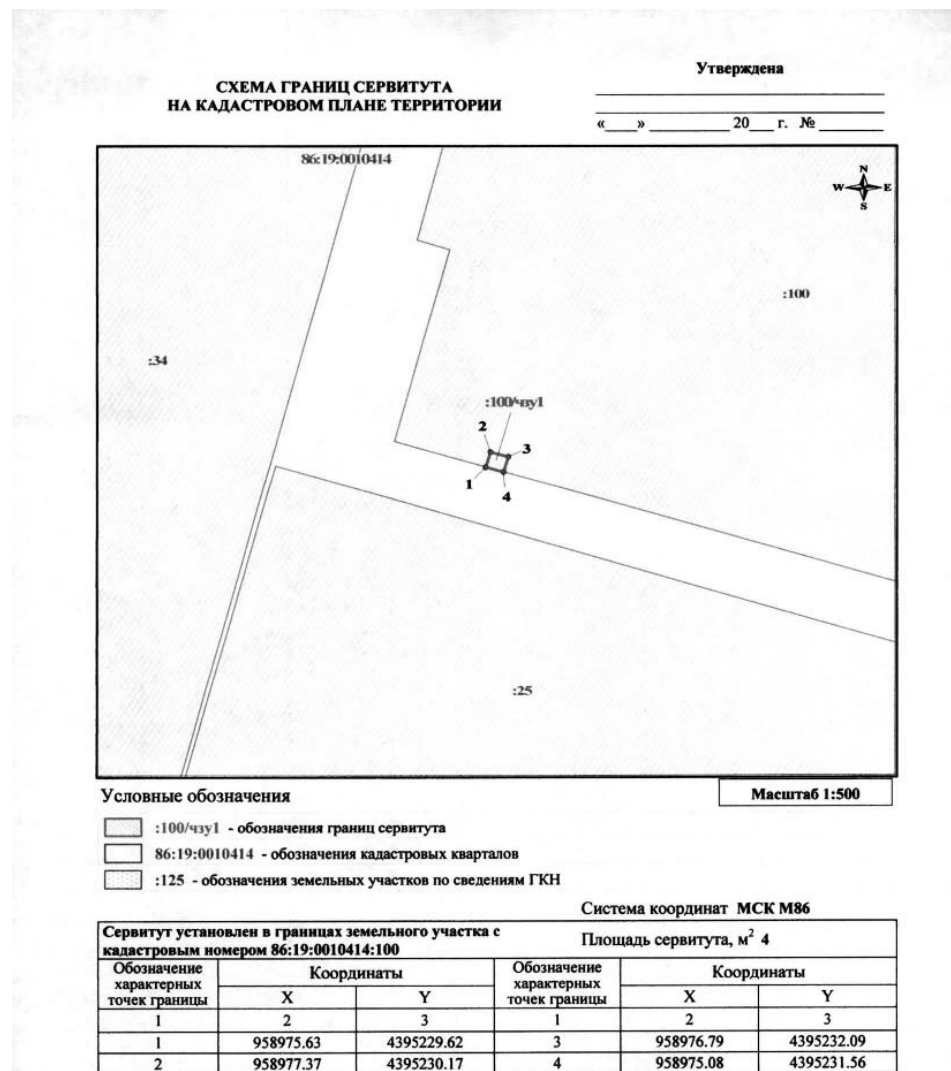 Утверждена
СХЕМА ГРАНИЦ СЕРВИТУТА
НА КАДАСТРОВОМ ПЛАНЕ ТЕРРИТОРИИ
«____» __________ 20___ г. № ________
86:19:0010414
N
W E
S
:100
:34
:100/чзу1
2
3
1
4
:25
Условные обозначения
Масштаб 1:500
:100/чзу1 - обозначения границ сервитута
86:19:0010414 - обозначения кадастровых кварталов
:125 - обозначения земельных участков по сведениям ГКН
Система координат МСК М86
Сервитут установлен в границах земельного участка с
кадастровым номером 86:19:0010414:100
Площадь сервитута, м² 4
Обозначение
характерных
точек границы
Координаты
Обозначение
характерных
точек границы
Координаты
X Y X Y
1 2 3 1 2 3
1 958975.63 4395229.62 3 958976.79 4395232.09
2 958977.37 4395230.17 4 958975.08 4395231.56